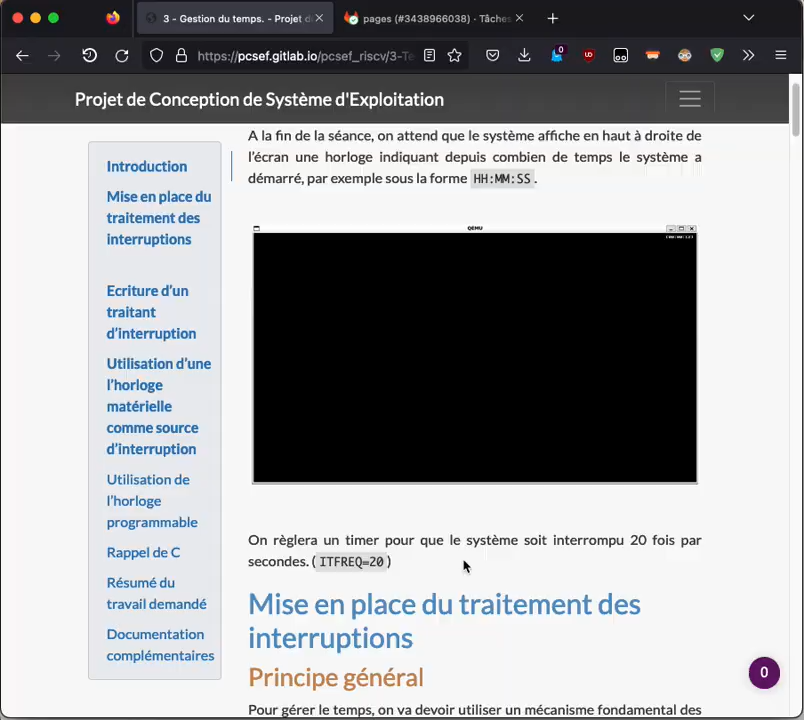 3 - Gestion du temps. - Projet d
pages (#3438966038) · Tâches
https://pcsef.gitlab.io/pcsef_riscv/3-Te
0
Projet de Conception de Système d'Exploitation
Introduction
Mise en place du
traitement des
interruptions
Ecriture d’un
traitant
d’interruption
Utilisation d’une
l’horloge
matérielle
comme source
d’interruption
Utilisation de
l’horloge
programmable
Rappel de C
Résumé du
travail demandé
Documentation
complémentaires
A la fin de la séance, on attend que le système affiche en haut à droite de
l’écran une horloge indiquant depuis combien de temps le système a
démarré, par exemple sous la forme HH:MM:SS.
QEMU
On règlera un timer pour que le système soit interrompu 20 fois par
secondes. (ITFREQ=20)
Mise en place du traitement des
interruptions
Principe général
Pour gérer le temps, on va devoir utiliser un mécanisme fondamental des
0